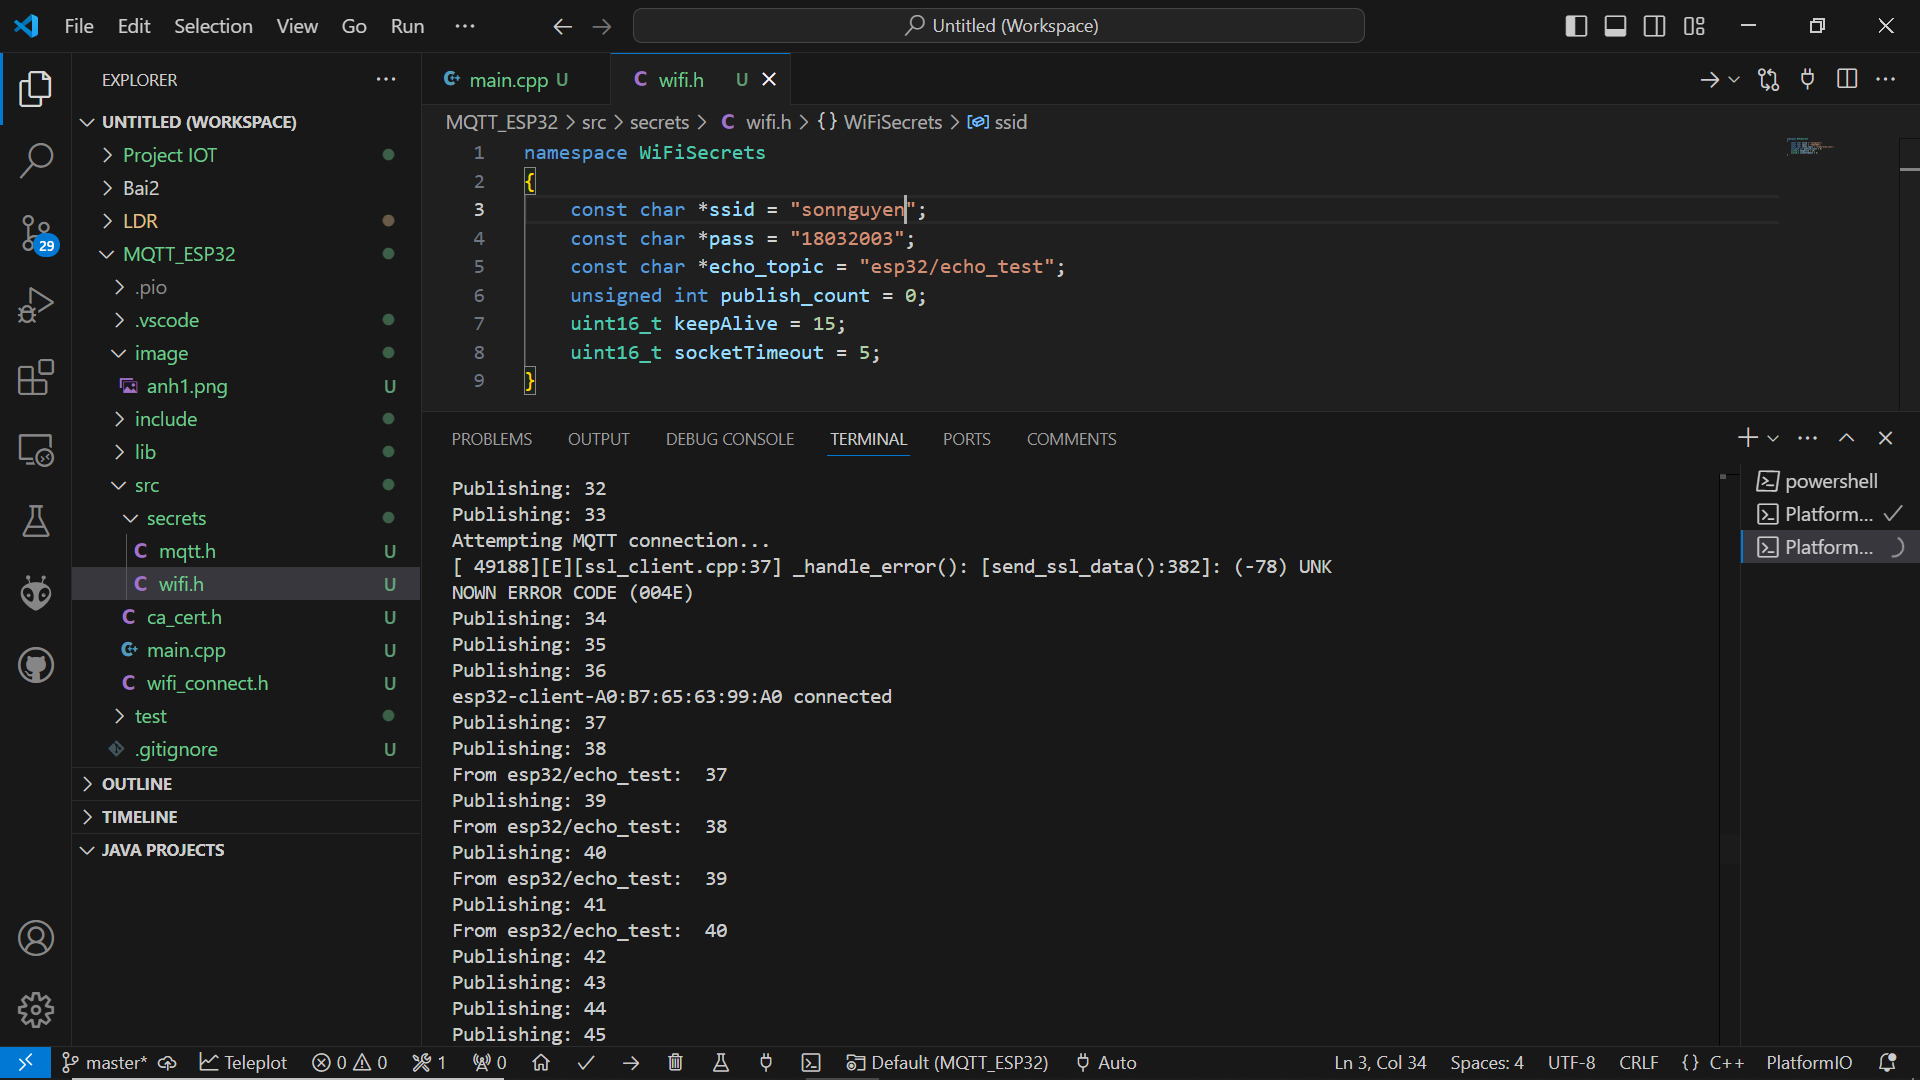 File Edit Selection View Go Run ··· Untitled (Workspace)
EXPLORER
UNTITLED (WORKSPACE)
Project IOT
Bai2
LDR
MQTT_ESP32
.pio
.vscode
image
anh1.png U
include
lib
src
secrets
mqtt.h U
wifi.h U
ca_cert.h U
main.cpp U
wifi_connect.h U
test
.gitignore U
OUTLINE
TIMELINE
JAVA PROJECTS
29
main.cpp U wifi.h U
MQTT_ESP32 > src > secrets > C wifi.h > {} WiFiSecrets > ssid
1 namespace WiFiSecrets
2 {
3 const char *ssid = "sonnguyen";
4 const char *pass = "18032003";
5 const char *echo_topic = "esp32/echo_test";
6 unsigned int publish_count = 0;
7 uint16_t keepAlive = 15;
8 uint16_t socketTimeout = 5;
9 }
PROBLEMS OUTPUT DEBUG CONSOLE TERMINAL PORTS COMMENTS
Publishing: 32
Publishing: 33
Attempting MQTT connection...
[ 49188][E][ssl_client.cpp:37] _handle_error(): [send_ssl_data():382]: (-78) UNK
NOWN ERROR CODE (004E)
Publishing: 34
Publishing: 35
Publishing: 36
esp32-client-A0:B7:65:63:99:A0 connected
Publishing: 37
Publishing: 38
From esp32/echo_test:  37
Publishing: 39
From esp32/echo_test:  38
Publishing: 40
From esp32/echo_test:  39
Publishing: 41
From esp32/echo_test:  40
Publishing: 42
Publishing: 43
Publishing: 44
Publishing: 45
powershell
Platform...
Platform...
master* Teleplot 0 0 1 0 Default (MQTT_ESP32) Auto Ln 3, Col 34 Spaces: 4 UTF-8 CRLF {} C++ PlatformIO